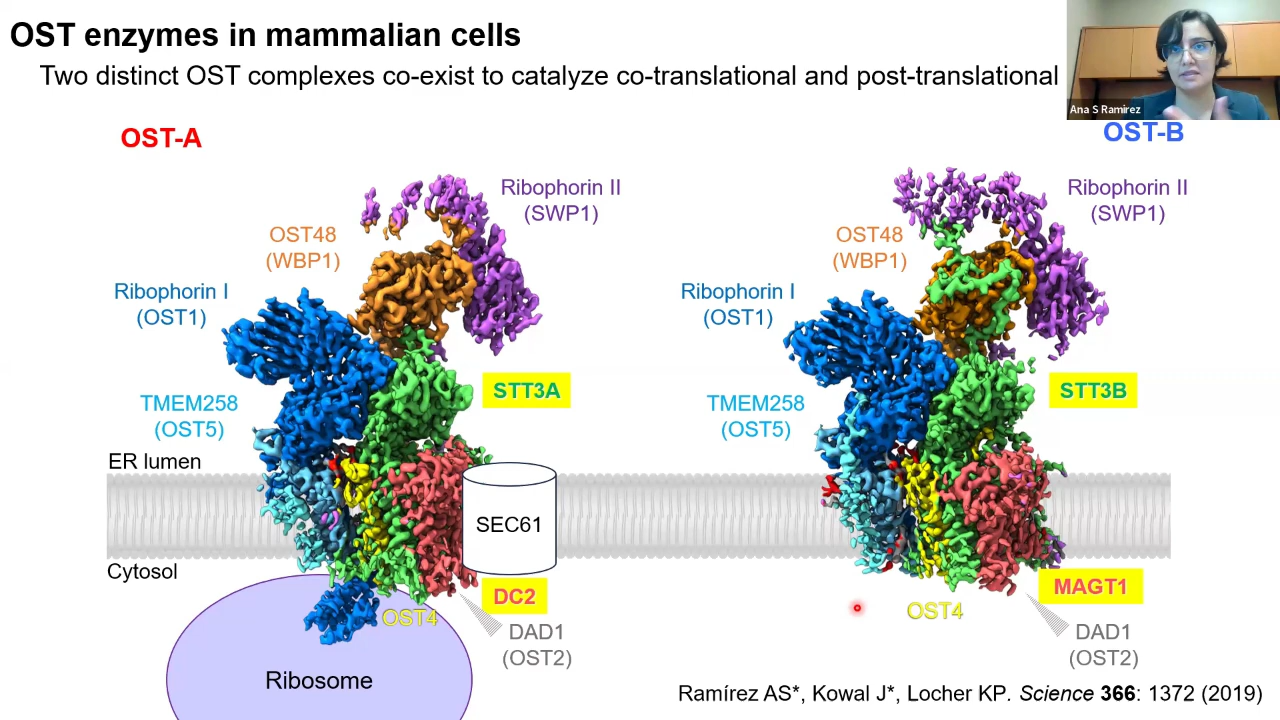 OST enzymes in mammalian cells
Two distinct OST complexes co-exist to catalyze co-translational and post-translational
Ana S Ramirez
OST-A
OST-B
Ribophorin II
(SWP1)
OST48
(WBP1)
Ribophorin I
(OST1)
STT3A
TMEM258
(OST5)
ER lumen
SEC61
Cytosol
DC2
OST4
DAD1
(OST2)
Ribosome
Ribophorin II
(SWP1)
OST48
(WBP1)
Ribophorin I
(OST1)
STT3B
TMEM258
(OST5)
MAGT1
OST4
DAD1
(OST2)
Ramírez AS*, Kowal J*, Locher KP. Science 366: 1372 (2019)